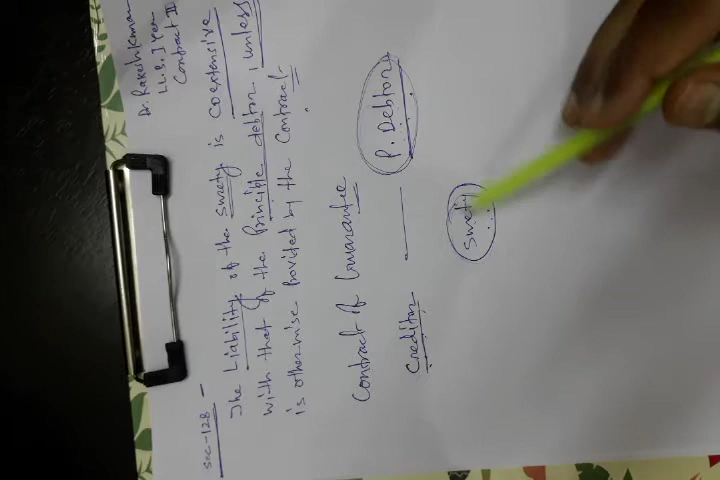 Dr. Rakesh Kumar
LL.B. I Year
Contract II
Sec-128 -
The Liability of the surety is coextensive
with that of the Principle debtor, unless
is otherwise Provided by the Contract.
Contract of Guarantee
Creditor — P. Debtor
Surety